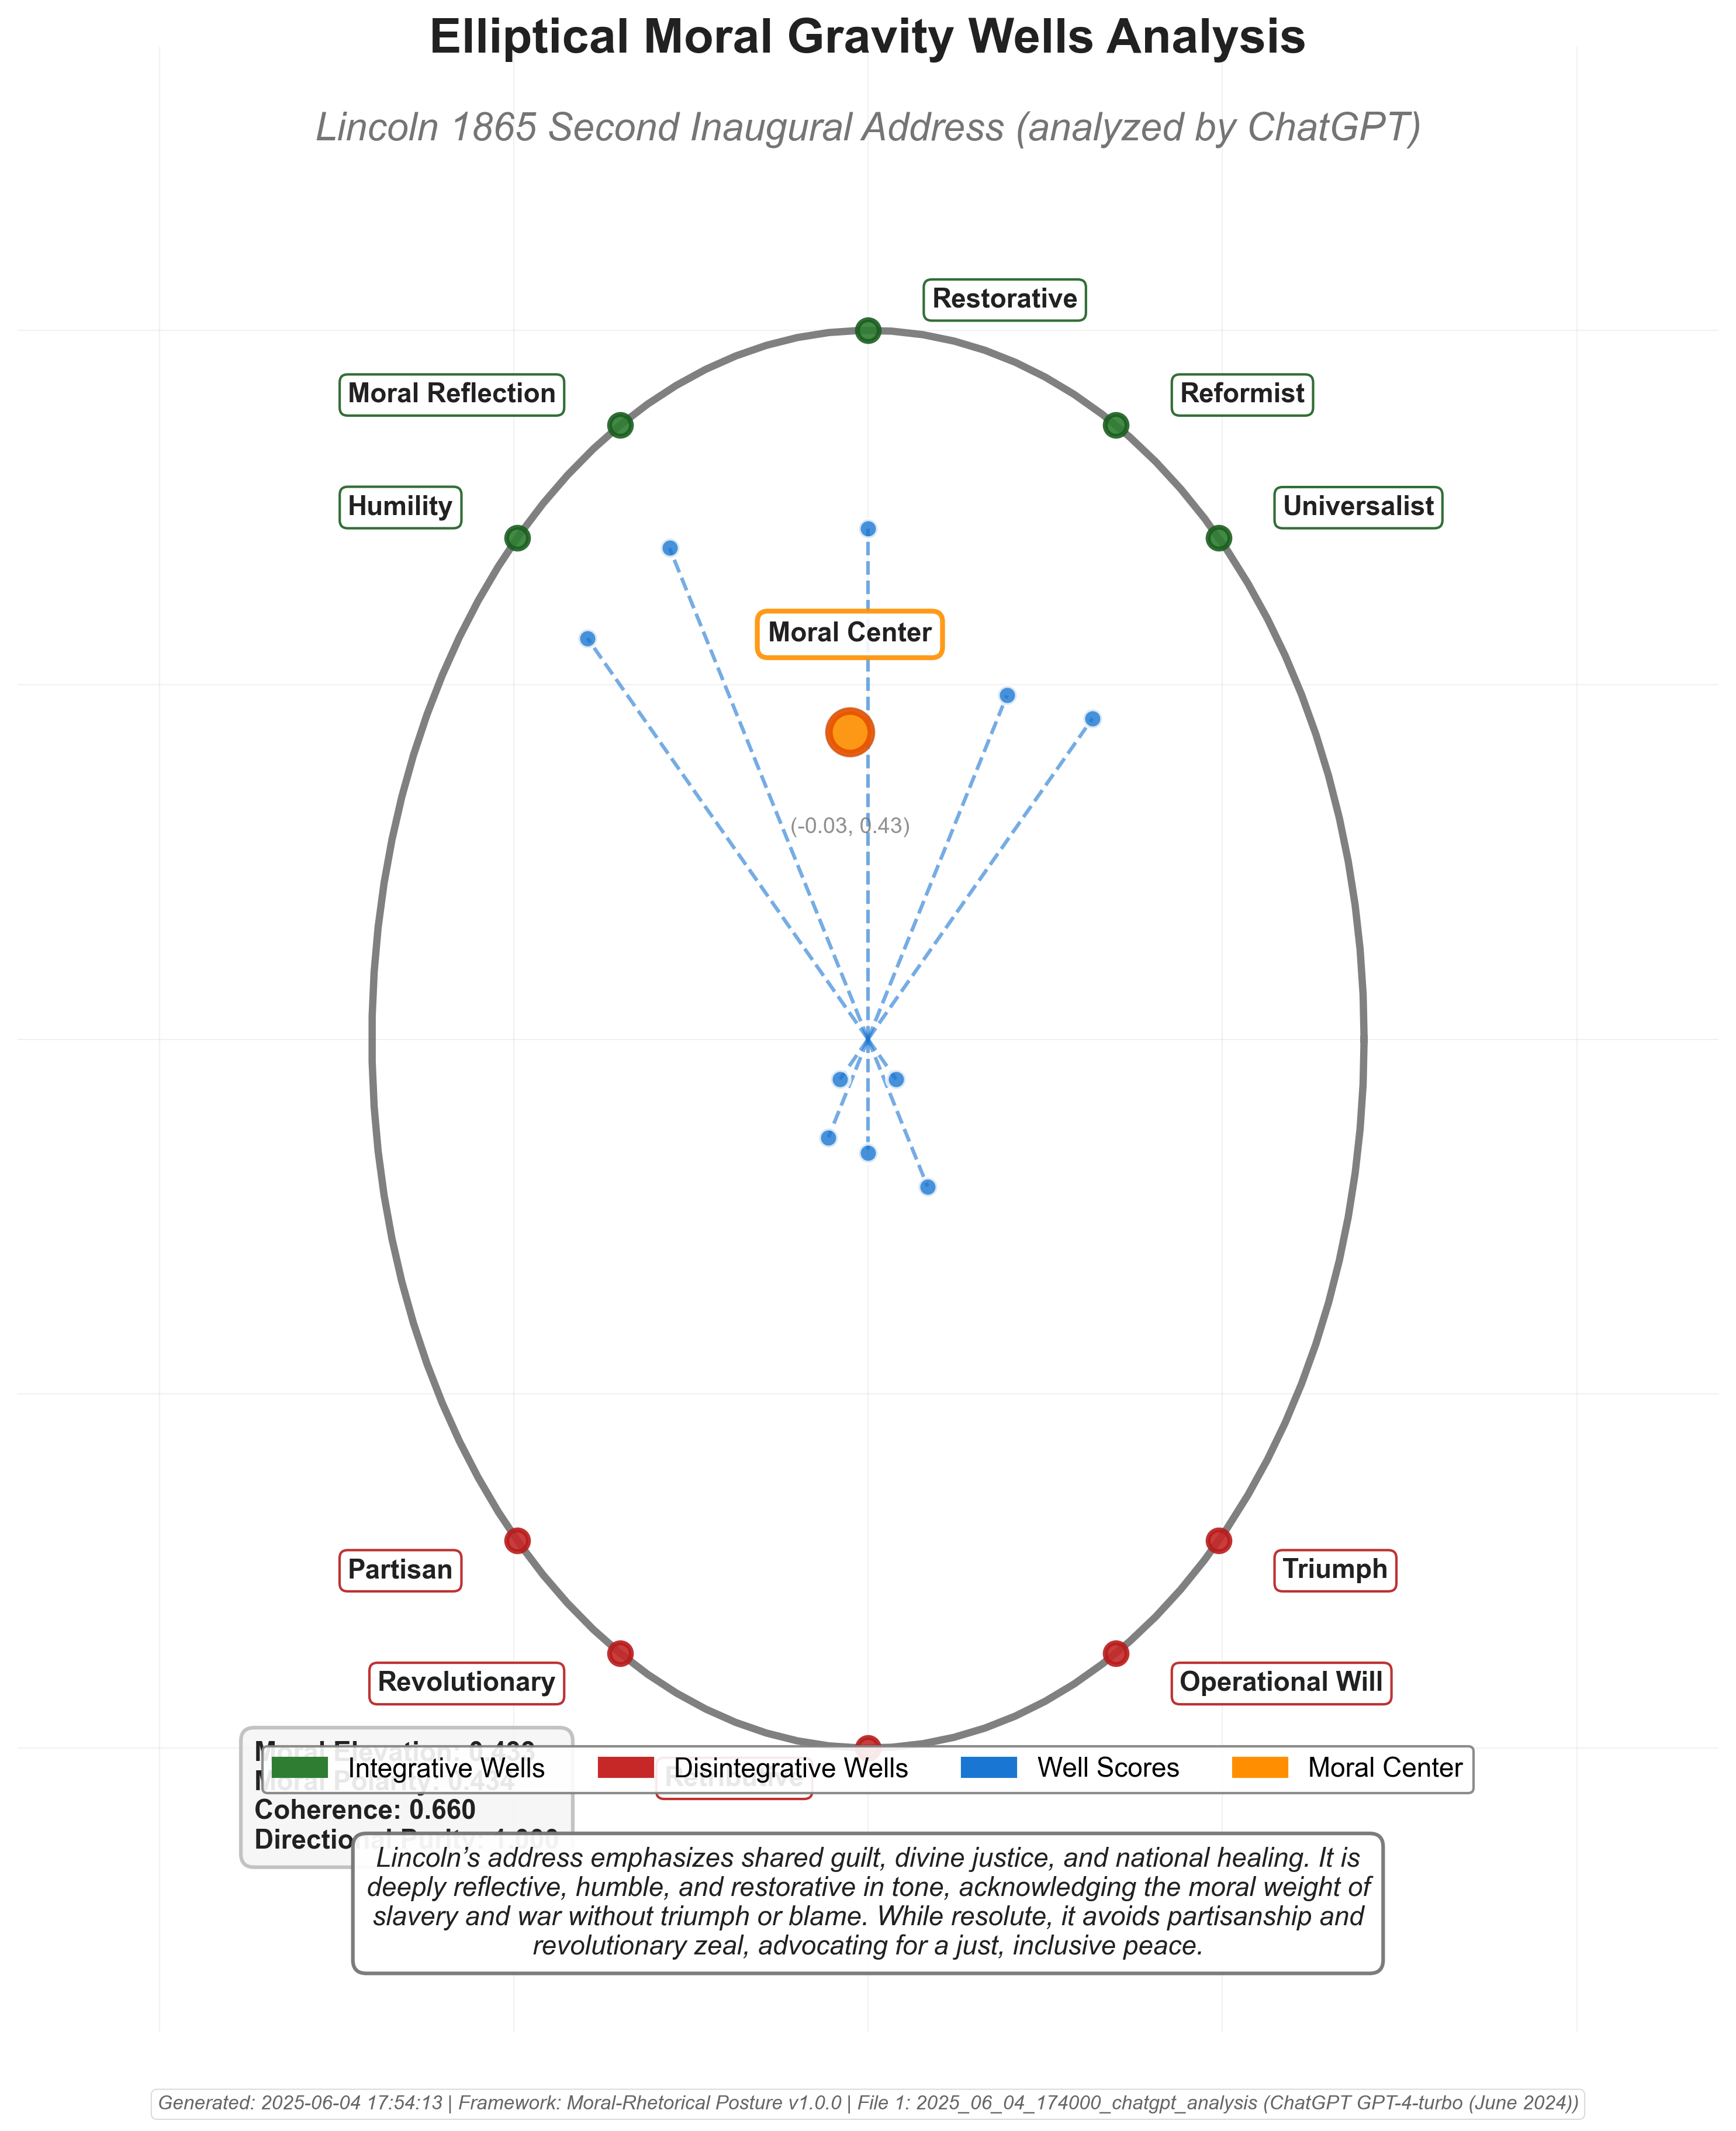 Elliptical Moral Gravity Wells Analysis
Lincoln 1865 Second Inaugural Address (analyzed by ChatGPT)
Restorative
Moral Reflection
Reformist
Humility
Universalist
Moral Center
(-0.03, 0.43)
Partisan
Triumph
Revolutionary
Operational Will
Moral Elevation: 0.433
Moral Polarity: 0.434
Coherence: 0.660
Directional Purity: 1.000
Integrative Wells
Disintegrative Wells
Well Scores
Moral Center
Retributive
Lincoln’s address emphasizes shared guilt, divine justice, and national healing. It is
deeply reflective, humble, and restorative in tone, acknowledging the moral weight of
slavery and war without triumph or blame. While resolute, it avoids partisanship and
revolutionary zeal, advocating for a just, inclusive peace.
Generated: 2025-06-04 17:54:13 | Framework: Moral-Rhetorical Posture v1.0.0 | File 1: 2025_06_04_174000_chatgpt_analysis (ChatGPT GPT-4-turbo (June 2024))